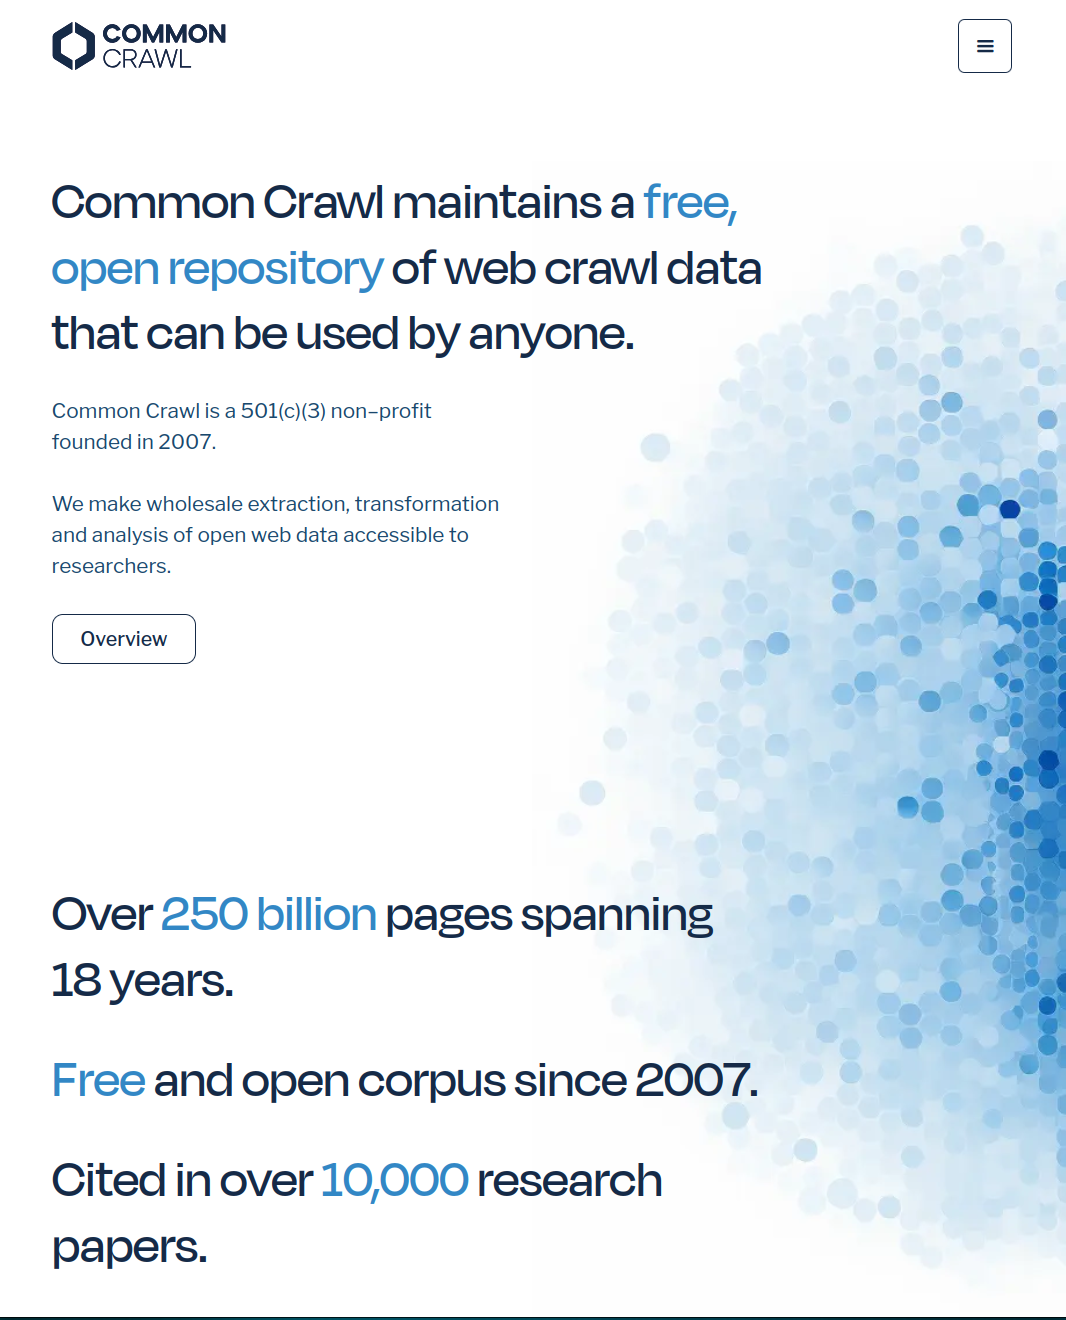 COMMON
CRAWL
Common Crawl maintains a free,
open repository of web crawl data
that can be used by anyone.
Common Crawl is a 501(c)(3) non–profit
founded in 2007.
We make wholesale extraction, transformation
and analysis of open web data accessible to
researchers.
Overview
Over 250 billion pages spanning
18 years.
Free and open corpus since 2007.
Cited in over 10,000 research
papers.